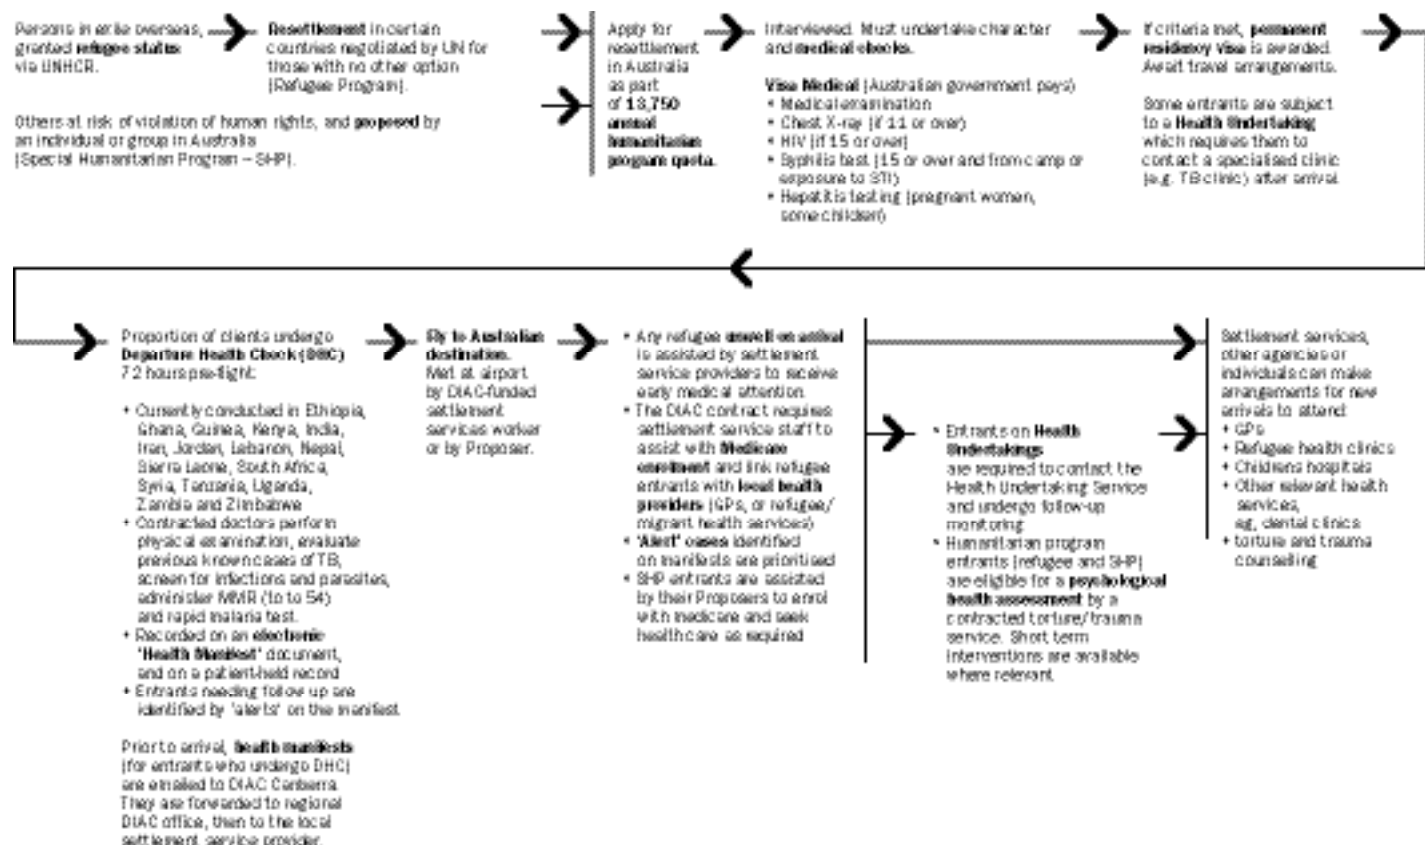 Persons in exile overseas,
granted refugee status
via UNHCR.
Others at risk of violation of human rights, and proposed by
an individual or group in Australia
(Special Humanitarian Program – SHP).
Resettlement in certain
countries negotiated by UN for
those with no other option
(Refugee Program).
Apply for
resettlement
in Australia
as part
of 13,750
annual
humanitarian
program quota.
Interviewed. Must undertake character
and medical checks.
Visa Medical (Australian government pays)
• Medical examination
• Chest X-ray (if 11 or over)
• HIV (if 15 or over)
• Syphilis test (15 or over and from camp or
exposure to STI)
• Hepatitis testing (pregnant women,
some children)
If criteria met, permanent
residency visa is awarded.
Await travel arrangements.
Some entrants are subject
to a Health Undertaking
which requires them to
contact a specialised clinic
(e.g. TB clinic) after arrival
Proportion of clients undergo
Departure Health Check (DHC)
72 hours pre-flight:
• Currently conducted in Ethiopia,
Ghana, Guinea, Kenya, India,
Iran, Jordan, Lebanon, Nepal,
Sierra Leone, South Africa,
Syria, Tanzania, Uganda,
Zambia and Zimbabwe
• Contracted doctors perform
physical examination, evaluate
previous known cases of TB,
screen for infections and parasites,
administer MMR (to to 54)
and rapid malaria test.
• Recorded on an electronic
'Health Manifest' document,
and on a patient-held record
• Entrants needing follow up are
identified by 'alerts' on the manifest
Prior to arrival, health manifests
(for entrants who undergo DHC)
are emailed to DIAC Canberra
They are forwarded to regional
DIAC office, then to the local
settlement service provider.
Fly to Australian
destination.
Met at airport
by DIAC-funded
settlement
services worker
or by Proposer.
• Any refugee unwell on arrival
is assisted by settlement
service providers to receive
early medical attention
• The DIAC contract requires
settlement service staff to
assist with Medicare
enrolment and link refugee
entrants with local health
providers (GPs, or refugee/
migrant health services)
• 'Alert' cases identified
on manifests are prioritised
• SHP entrants are assisted
by their Proposers to enrol
with medicare and seek
healthcare as required
• Entrants on Health
Undertakings
are required to contact the
Health Undertaking Service
and undergo follow-up
monitoring
• Humanitarian program
entrants (refugee and SHP)
are eligible for a psychological
health assessment by a
contracted torture/trauma
service. Short term
interventions are available
where relevant
Settlement services,
other agencies or
individuals can make
arrangements for new
arrivals to attend:
• GPs
• Refugee health clinics
• Childrens hospitals
• Other relevant health
services,
eg, dental clinics
• torture and trauma
counselling